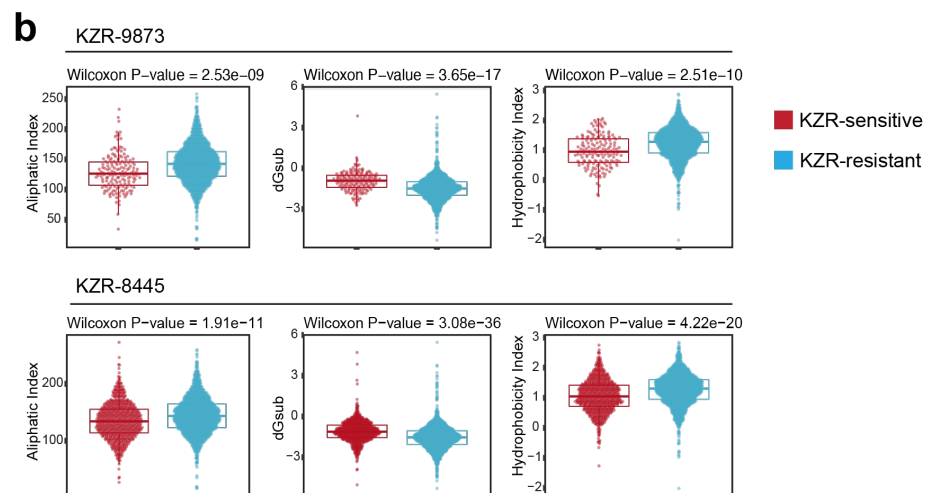 b
KZR-9873
Wilcoxon P−value = 2.53e−09
Wilcoxon P−value = 3.65e−17
Wilcoxon P−value = 2.51e−10
Aliphatic Index
250
200
150
100
50
dGsub
6
3
0
−3
Hydrophobicity Index
3
2
1
0
−1
−2
KZR-sensitive
KZR-resistant
KZR-8445
Wilcoxon P−value = 1.91e−11
Wilcoxon P−value = 3.08e−36
Wilcoxon P−value = 4.22e−20
Aliphatic Index
200
100
dGsub
6
3
0
−3
Hydrophobicity Index
3
2
1
0
−1
−2